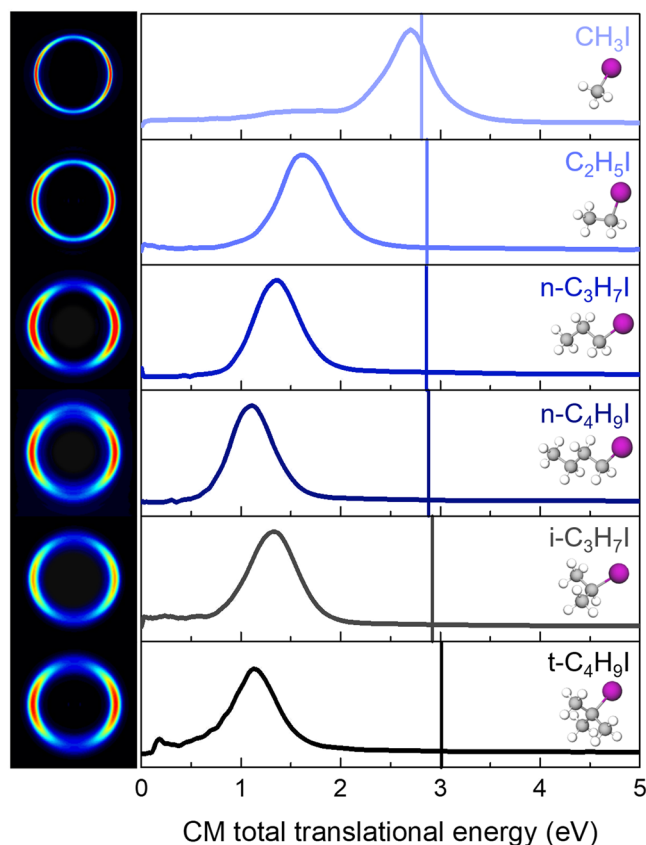 CH₃I
C₂H₅I
n-C₃H₇I
n-C₄H₉I
i-C₃H₇I
t-C₄H₉I
0 1 2 3 4 5
CM total translational energy (eV)